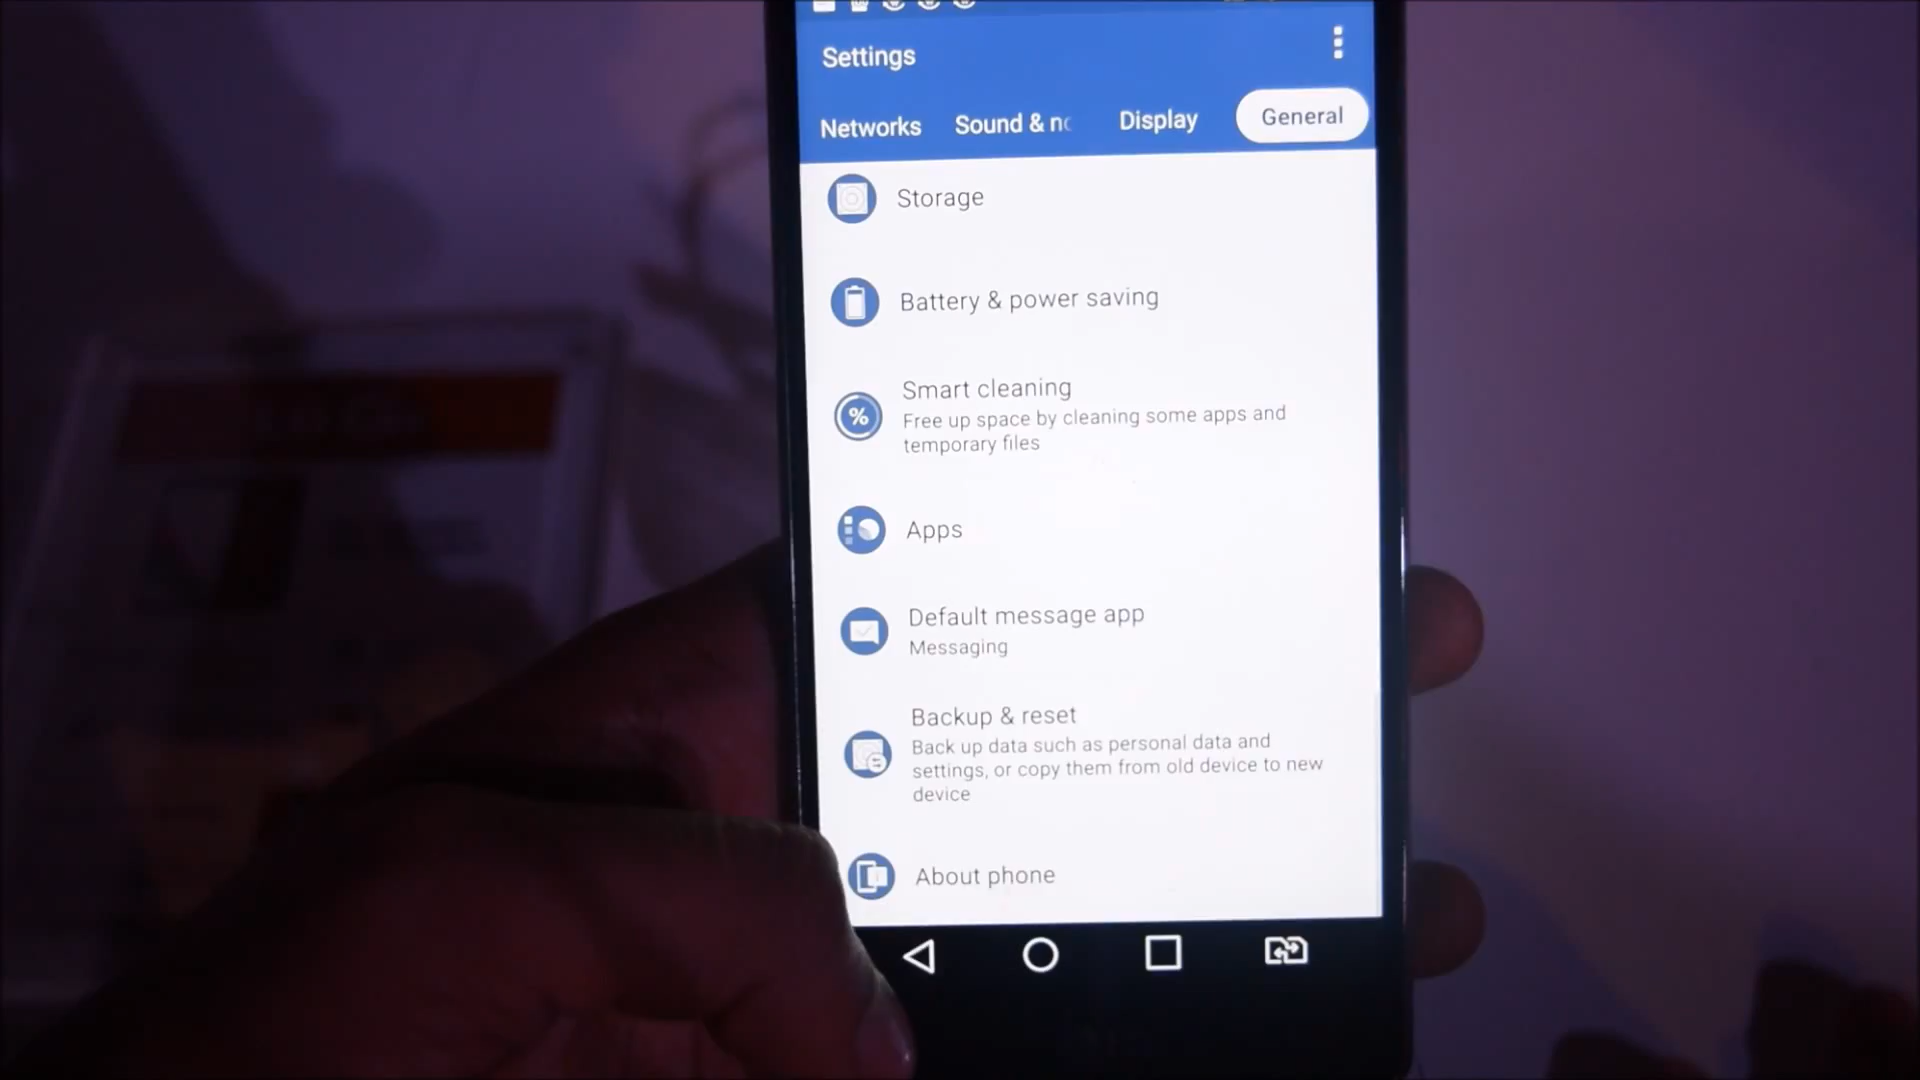 Settings
Networks
Sound & no
Display
General
Storage
Battery & power saving
Smart cleaning
Free up space by cleaning some apps and
temporary files
Apps
Default message app
Messaging
Backup & reset
Back up data such as personal data and
settings, or copy them from old device to new
device
About phone